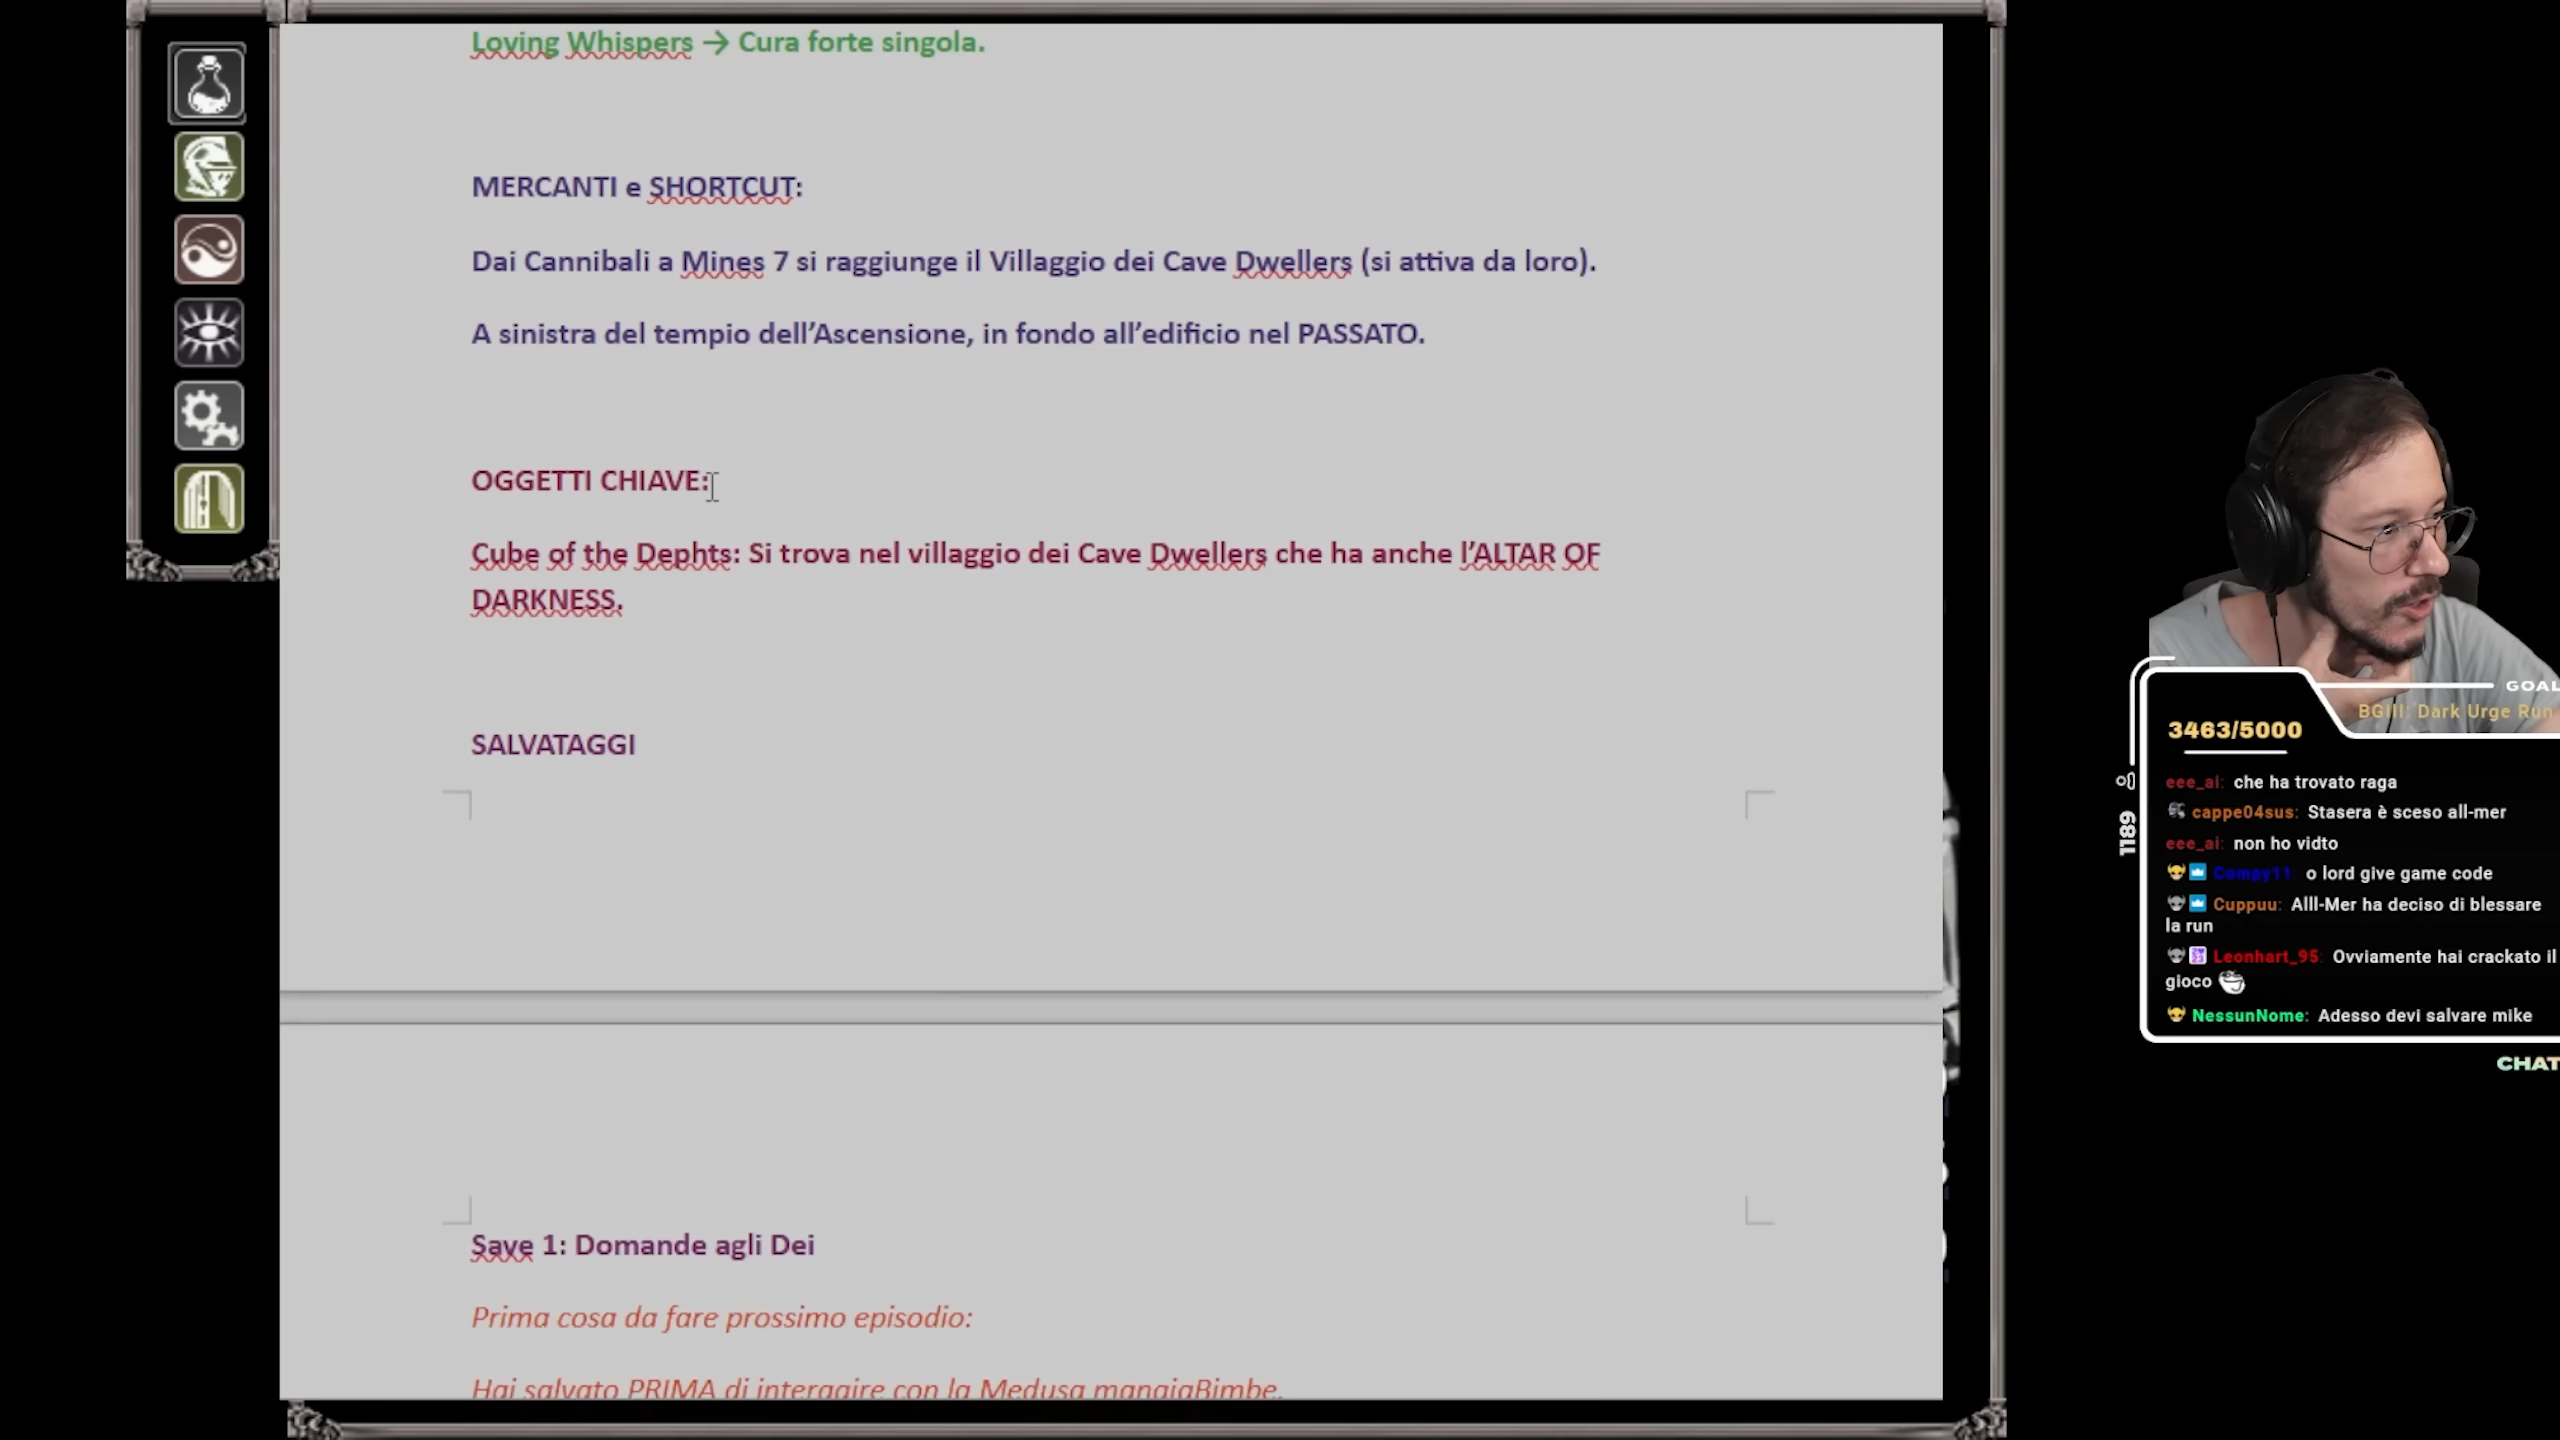 Loving Whispers → Cura forte singola.
MERCANTI e SHORTCUT:
Dai Cannibali a Mines 7 si raggiunge il Villaggio dei Cave Dwellers (si attiva da loro).
A sinistra del tempio dell’Ascensione, in fondo all’edificio nel PASSATO.
OGGETTI CHIAVE:
Cube of the Dephts: Si trova nel villaggio dei Cave Dwellers che ha anche l’ALTAR OF
DARKNESS.
SALVATAGGI
Save 1: Domande agli Dei
Prima cosa da fare prossimo episodio:
Hai salvato PRIMA di interagire con la Medusa mangiaBimbe.
GOAL
BGIII: Dark Urge Run
3463/5000
1189
eee_ai: che ha trovato raga
cappe04sus: Stasera è sceso all-mer
eee_ai: non ho vidto
Campy11 o lord give game code
Cuppuu: Alll-Mer ha deciso di blessare
la run
Leonhart_95: Ovviamente hai crackato il
gioco
NessunNome: Adesso devi salvare mike
CHAT